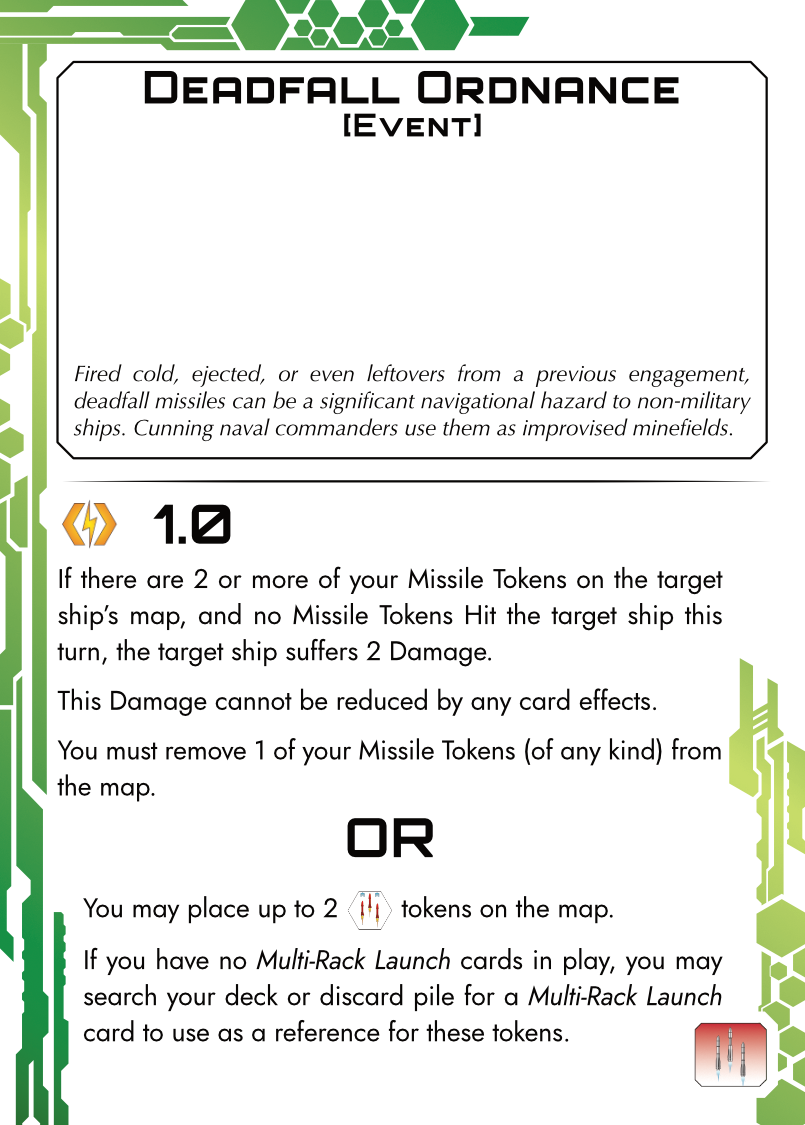 Deadfall Ordnance
[Event]
Fired cold, ejected, or even leftovers from a previous engagement,
deadfall missiles can be a significant navigational hazard to non-military
ships. Cunning naval commanders use them as improvised minefields.
1.0
If there are 2 or more of your Missile Tokens on the target
ship's map, and no Missile Tokens Hit the target ship this
turn, the target ship suffers 2 Damage.
This Damage cannot be reduced by any card effects.
You must remove 1 of your Missile Tokens (of any kind) from
the map.
OR
You may place up to 2 tokens on the map.
If you have no Multi-Rack Launch cards in play, you may
search your deck or discard pile for a Multi-Rack Launch
card to use as a reference for these tokens.